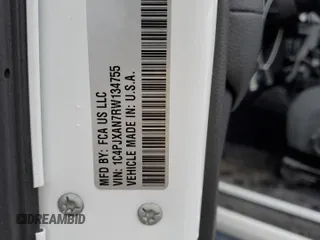 MFD BY: FCA US LLC
VIN: 1C4PJXAN7RW134755
VEHICLE MADE IN: U.S.A.
DREAMBID